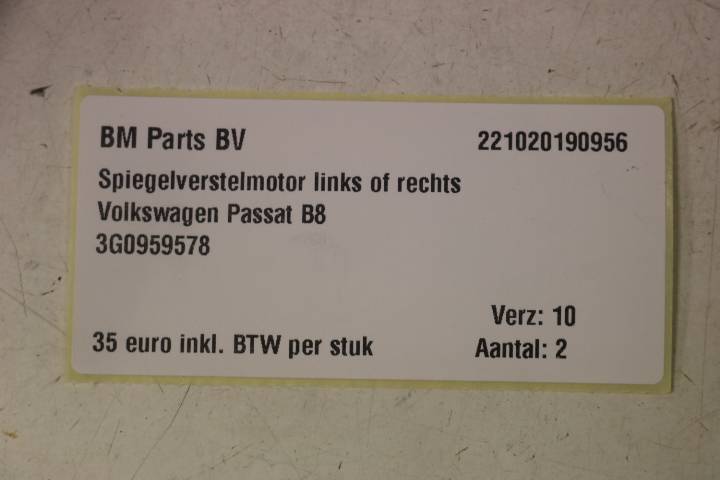 BM Parts BV 221020190956
Spiegelverstelmotor links of rechts
Volkswagen Passat B8
3G0959578
Verz: 10
35 euro inkl. BTW per stuk Aantal: 2